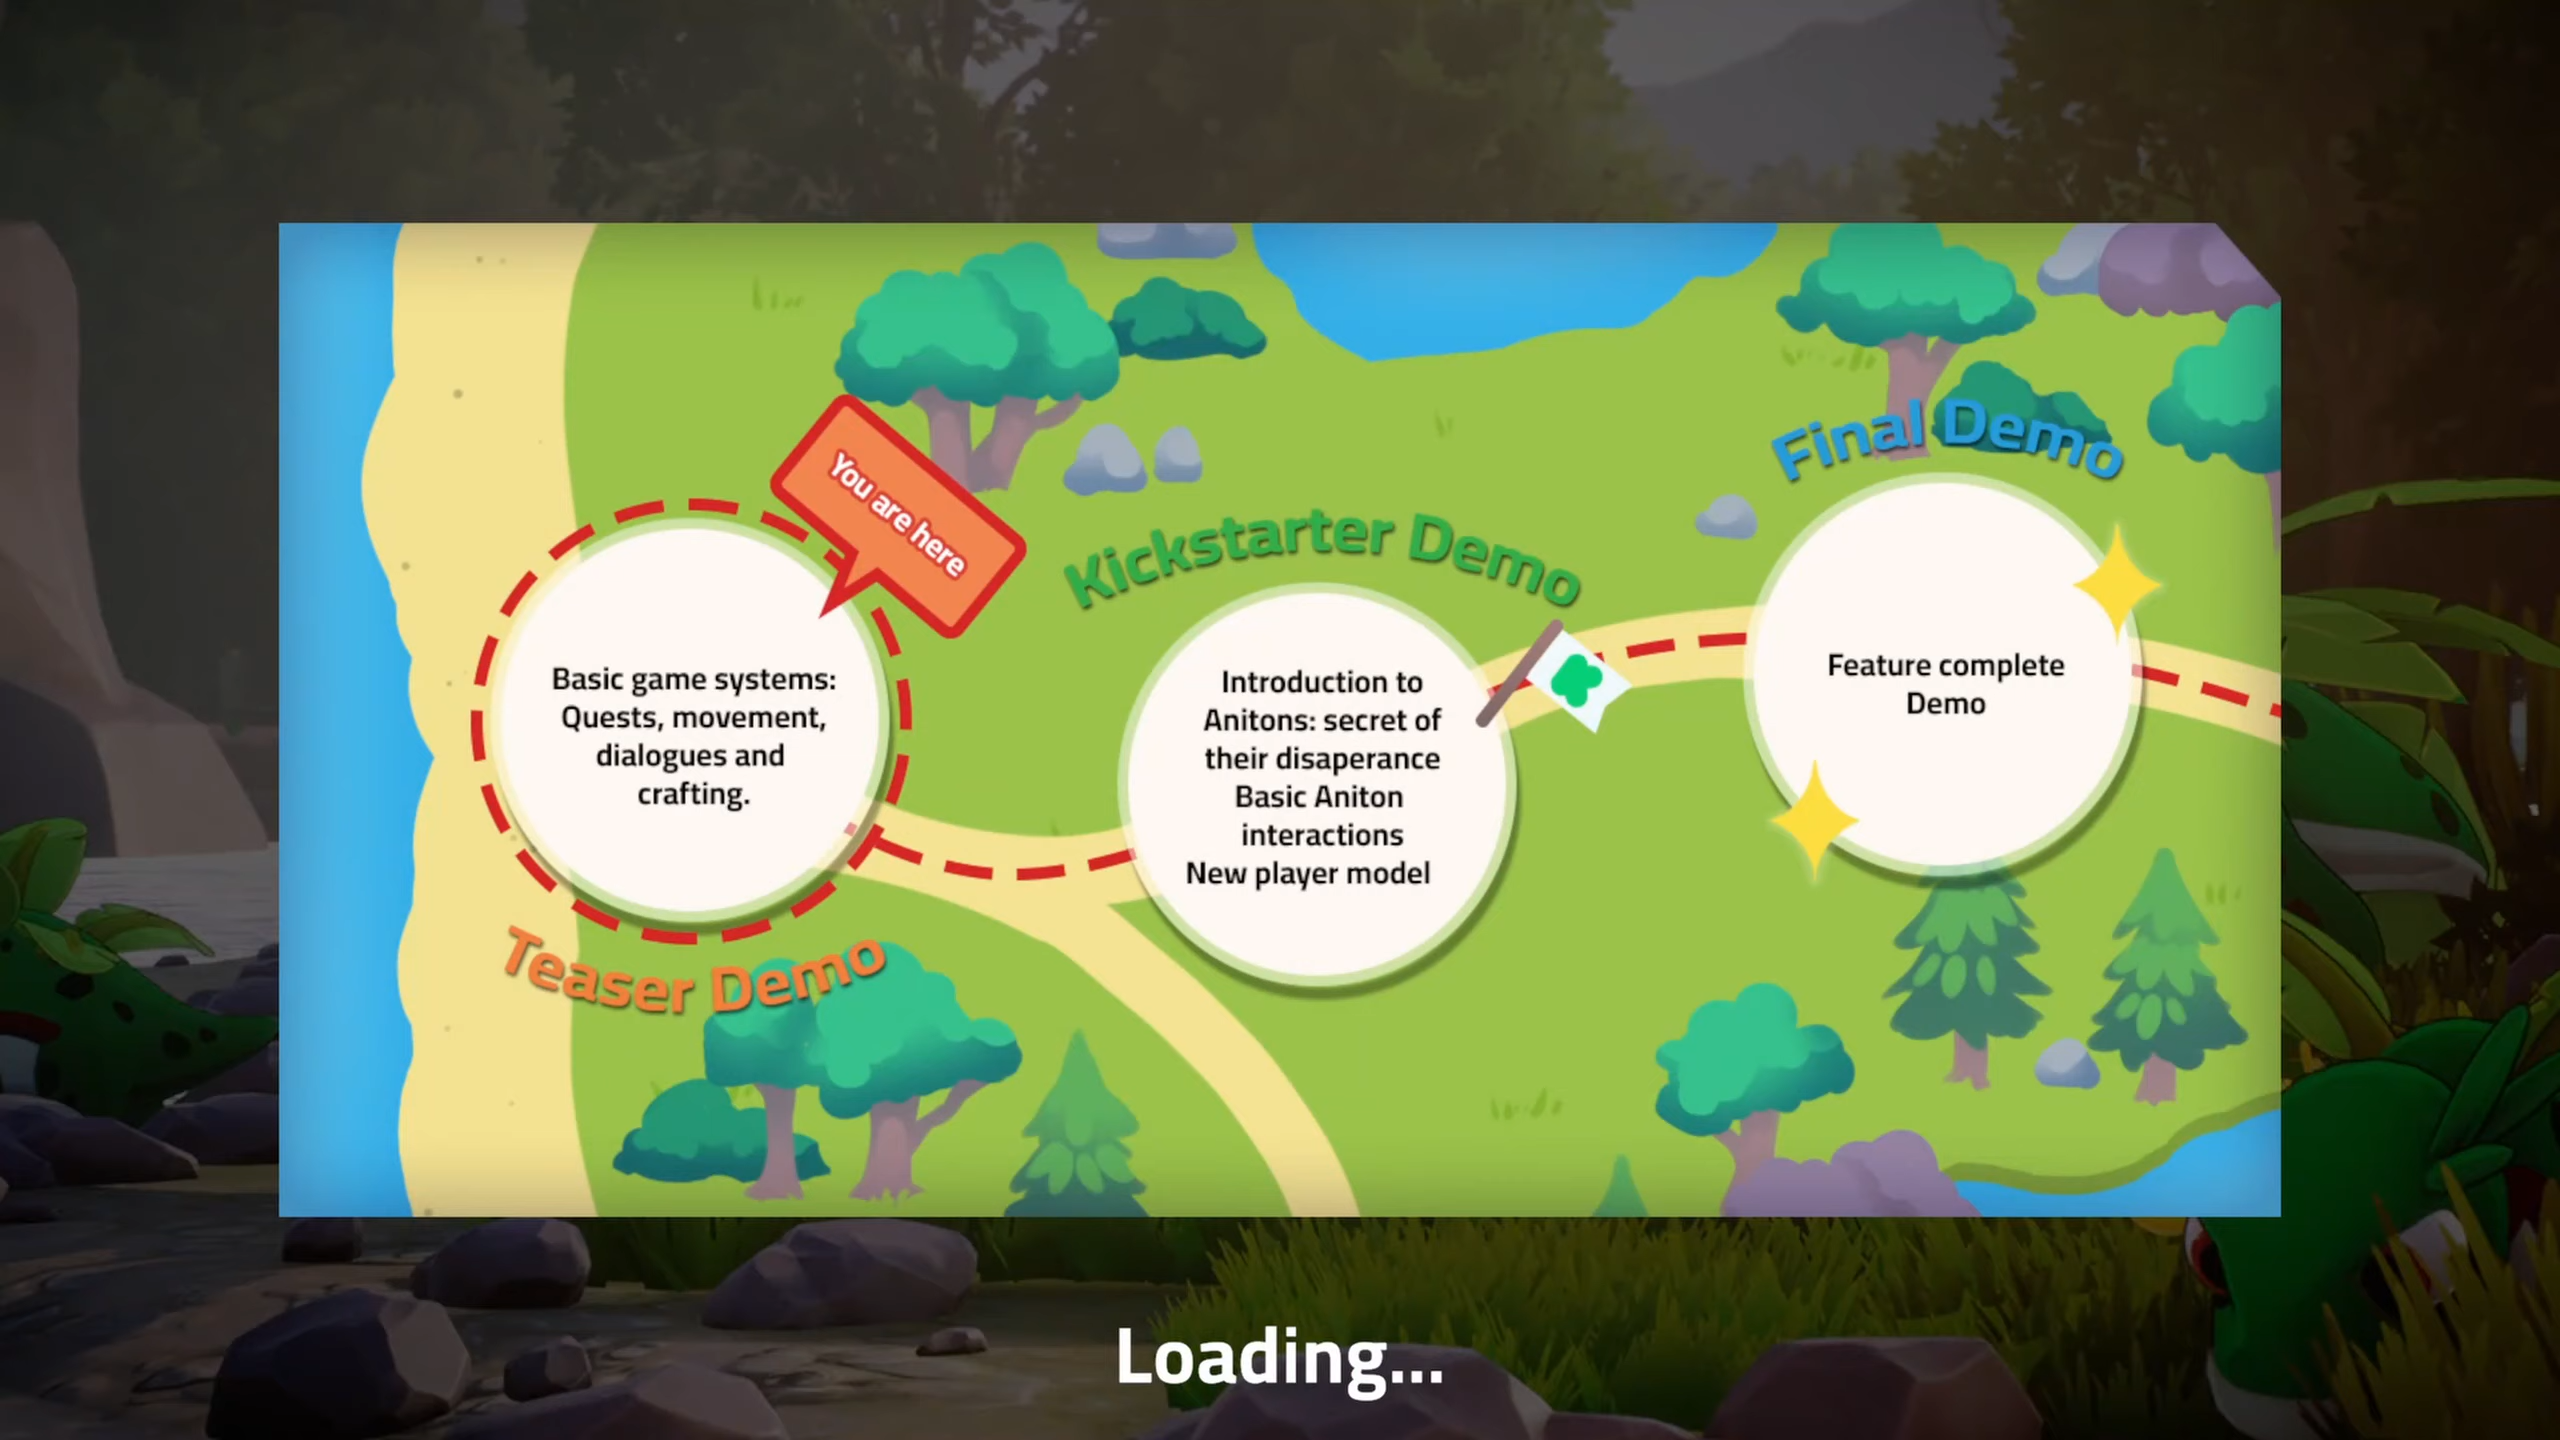 You are here
Basic game systems:
Quests, movement,
dialogues and
crafting.
Teaser Demo
Kickstarter Demo
Introduction to
Anitons: secret of
their disaperance
Basic Aniton
interactions
New player model
Final Demo
Feature complete
Demo
Loading...